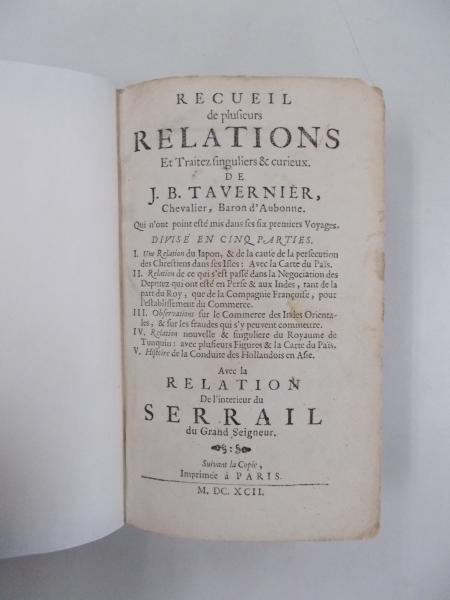 RECUEIL
de plusieurs
RELATIONS
Et Traitez singuliers & curieux.
DE
J. B. TAVERNIER,
Chevalier, Baron d'Aubonne.
Qui n'ont point esté mis dans ses six premiers Voyages.
DIVISÉ EN CINQ PARTIES.
I. Une Relation du Iapon, & de la cause de la persecution
des Chrestiens dans ses Isles: Avec la Carte du Païs.
II. Relation de ce qui s'est passé dans la Negociation des
Deputez qui ont esté en Perse & aux Indes, tant de la
part du Roy, que de la Compagnie Françoise, pour
l'establissement du Commerce.
III. Observations sur le Commerce des Indes Orienta-
les, & sur les fraudes qui s'y peuvent commettre.
IV. Relation nouvelle & singuliere du Royaume de
Tunquin: avec plusieurs Figures & la Carte du Païs.
V. Histoire de la Conduite des Hollandois en Asie.
Avec la
RELATION
De l'interieur du
SERRAIL
du Grand Seigneur.
Suivant la Copie,
Imprimée à PARIS.
M. DC. XCII.